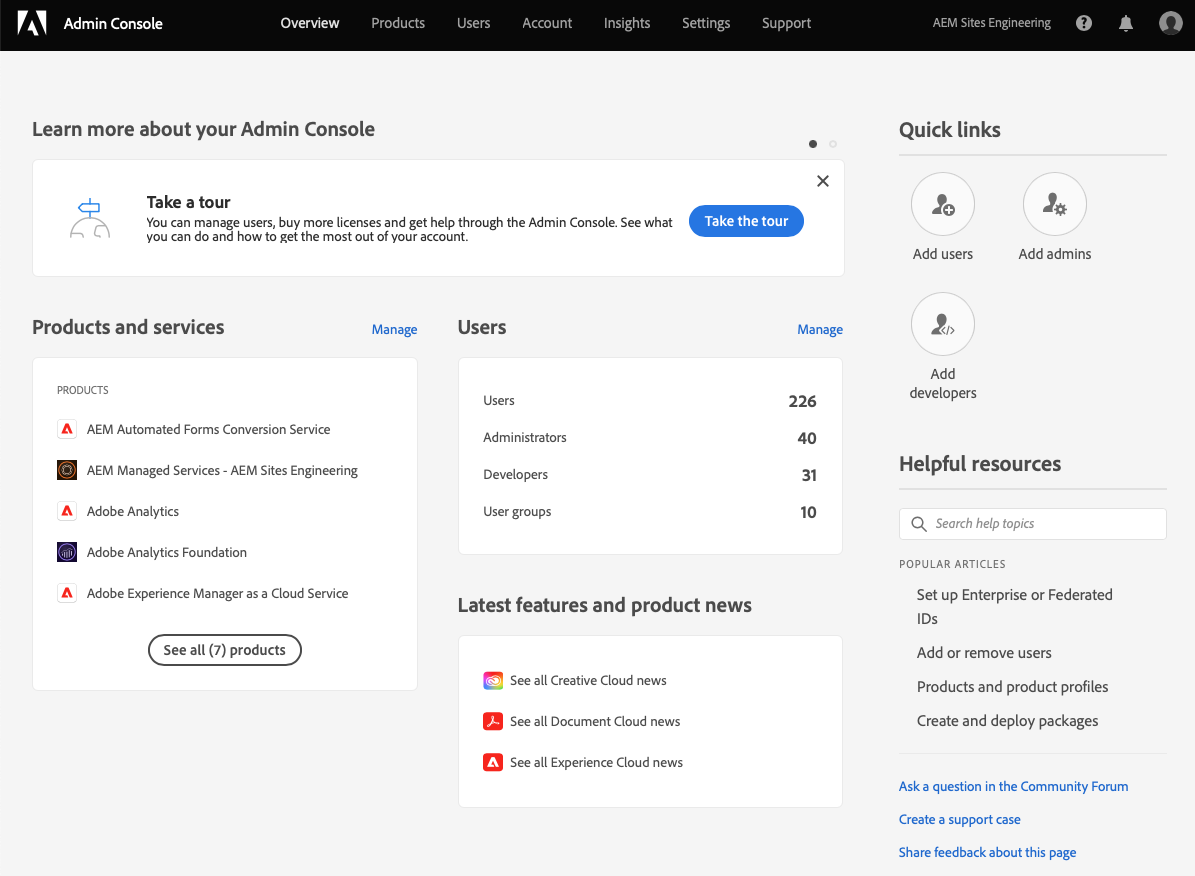 Admin Console
Overview
Products
Users
Account
Insights
Settings
Support
AEM Sites Engineering
Learn more about your Admin Console
Take a tour
You can manage users, buy more licenses and get help through the Admin Console. See what
you can do and how to get the most out of your account.
Take the tour
Products and services
Manage
PRODUCTS
AEM Automated Forms Conversion Service
AEM Managed Services - AEM Sites Engineering
Adobe Analytics
Adobe Analytics Foundation
Adobe Experience Manager as a Cloud Service
See all (7) products
Users
Manage
Users 226
Administrators 40
Developers 31
User groups 10
Latest features and product news
See all Creative Cloud news
See all Document Cloud news
See all Experience Cloud news
Quick links
Add users
Add admins
Add
developers
Helpful resources
Search help topics
POPULAR ARTICLES
Set up Enterprise or Federated
IDs
Add or remove users
Products and product profiles
Create and deploy packages
Ask a question in the Community Forum
Create a support case
Share feedback about this page